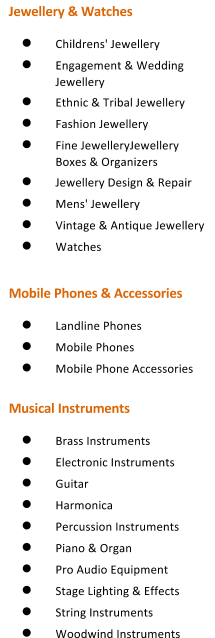 Jewellery & Watches
● Childrens' Jewellery
● Engagement & Wedding
Jewellery
● Ethnic & Tribal Jewellery
● Fashion Jewellery
● Fine JewelleryJewellery
Boxes & Organizers
● Jewellery Design & Repair
● Mens' Jewellery
● Vintage & Antique Jewellery
● Watches
Mobile Phones & Accessories
● Landline Phones
● Mobile Phones
● Mobile Phone Accessories
Musical Instruments
● Brass Instruments
● Electronic Instruments
● Guitar
● Harmonica
● Percussion Instruments
● Piano & Organ
● Pro Audio Equipment
● Stage Lighting & Effects
● String Instruments
● Woodwind Instruments